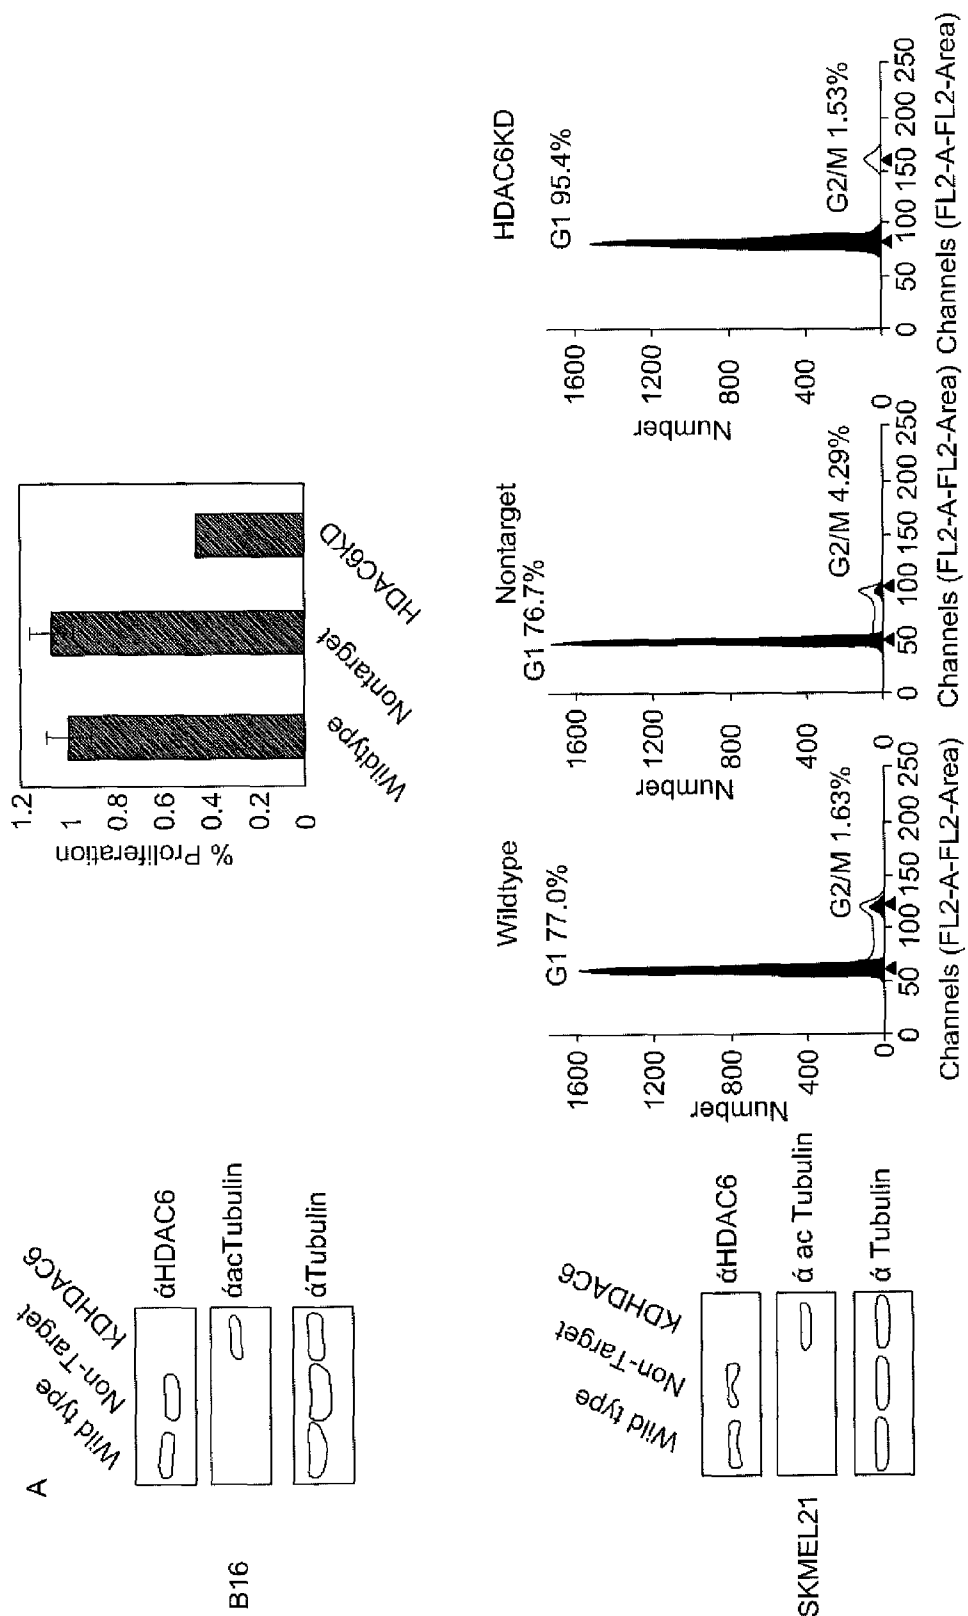 A
B16
Wild type
Non-Target
KDHDAC6
άHDAC6
άacTubulin
άTubulin
% Proliferation
1.2
1
0.8
0.6
0.4
0.2
0
Wildtype
Nontarget
HDAC6KD
SKMEL21
Wild type
Non-Target
KDHDAC6
άHDAC6
ά ac Tubulin
ά Tubulin
Wildtype
G1 77.0%
G2/M 1.63%
Number
1600
1200
800
400
0
0 50 100 150 200 250
Channels (FL2-A-FL2-Area)
Nontarget
G1 76.7%
G2/M 4.29%
Number
1600
1200
800
400
0
0 50 100 150 200 250
Channels (FL2-A-FL2-Area)
HDAC6KD
G1 95.4%
G2/M 1.53%
Number
1600
1200
800
400
0
0 50 100 150 200 250
Channels (FL2-A-FL2-Area)